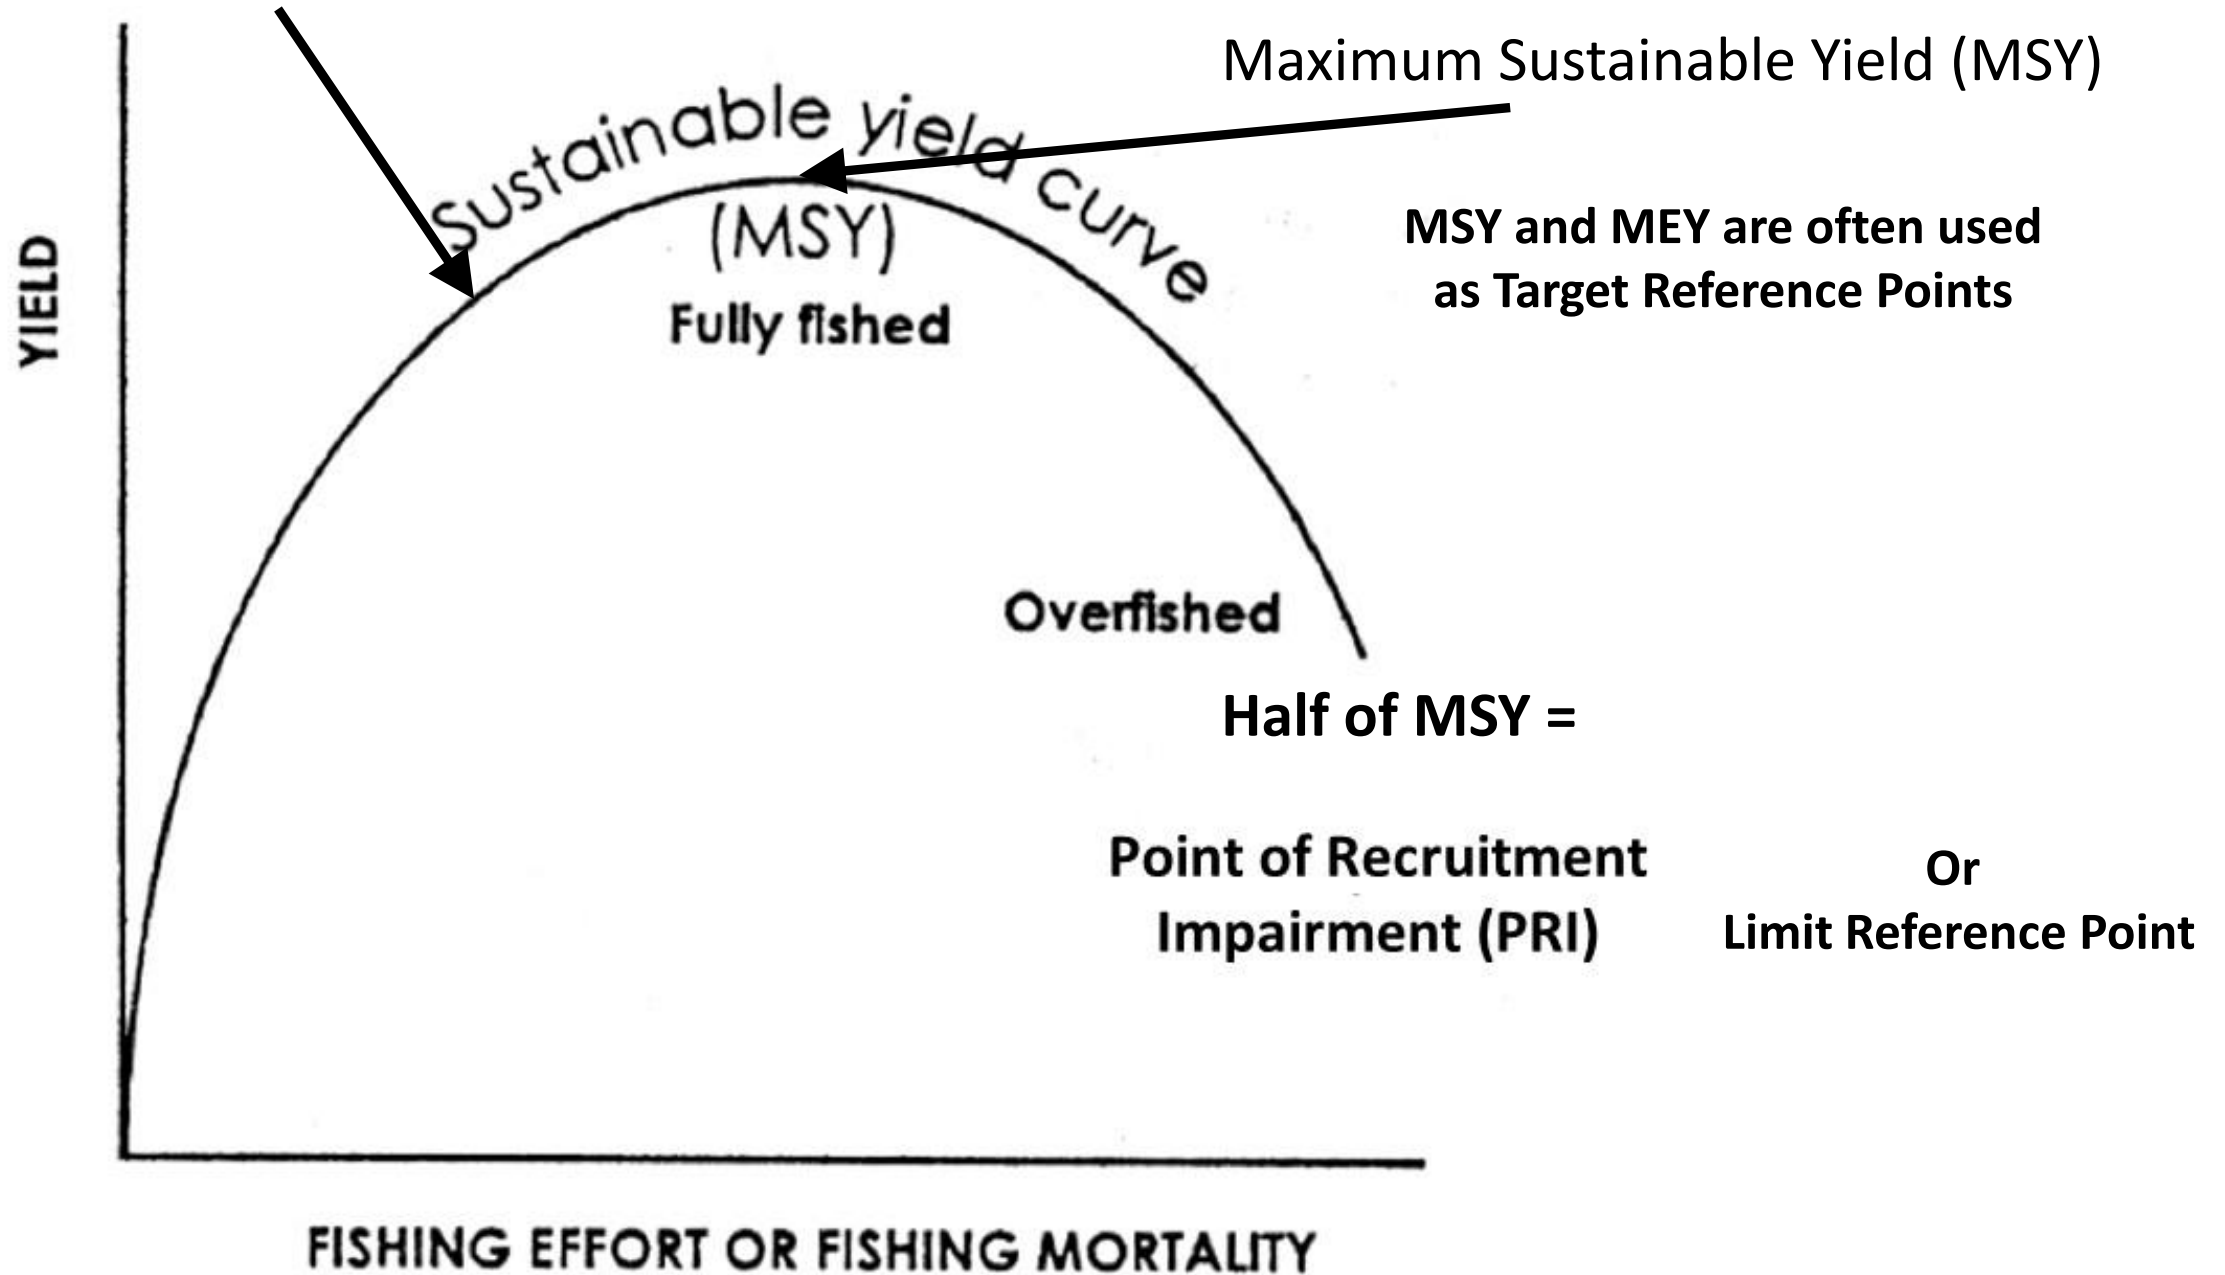 Maximum Sustainable Yield (MSY)
Sustainable yield curve
(MSY)
Fully fished
MSY and MEY are often used
as Target Reference Points
YIELD
Overfished
Half of MSY =
Point of Recruitment
Impairment (PRI)
Or
Limit Reference Point
FISHING EFFORT OR FISHING MORTALITY